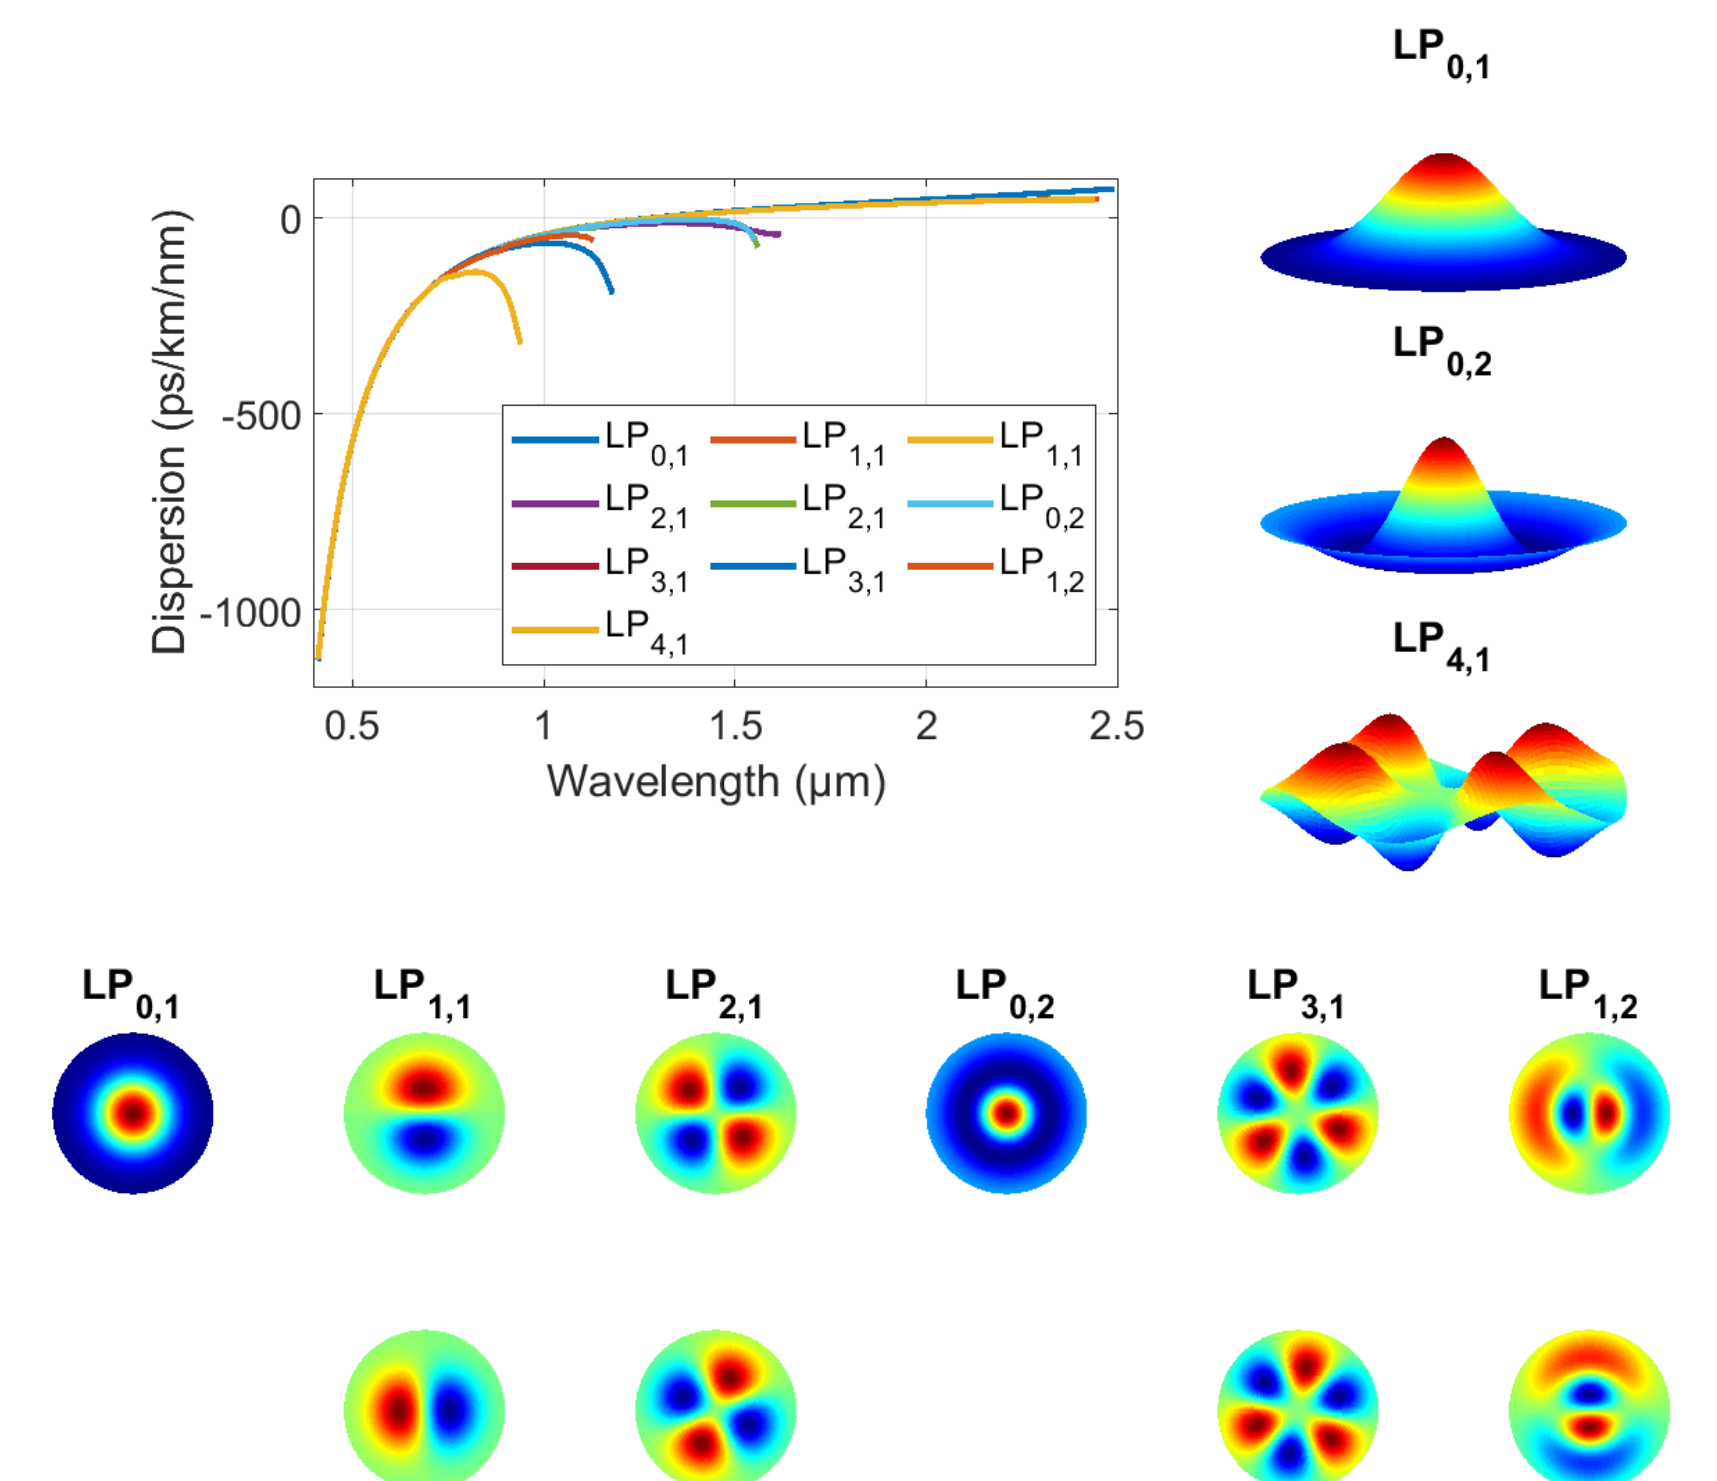 LP0,1
0
-500
-1000
Dispersion (ps/km/nm)
LP0,1 LP1,1 LP1,1
LP2,1 LP2,1 LP0,2
LP3,1 LP3,1 LP1,2
LP4,1
0.5 1 1.5 2 2.5
Wavelength (µm)
LP0,2
LP4,1
LP0,1 LP1,1 LP2,1 LP0,2 LP3,1 LP1,2